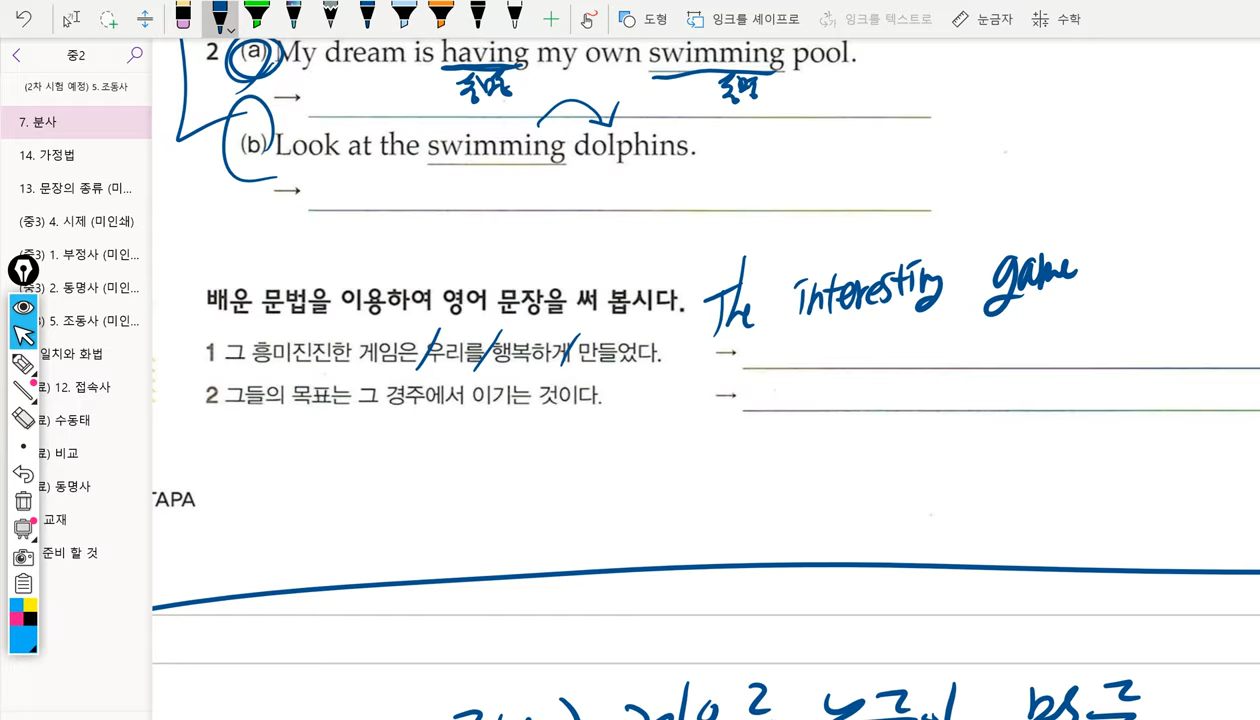 도형
잉크를 셰이프로
잉크를 텍스트로
눈금자
수학
중2
(2차 시험 예정) 5. 조동사
7. 분사
14. 가정법
13. 문장의 종류 (미...
(중3) 4. 시제 (미인쇄)
(중3) 1. 부정사 (미인...
중3) 2. 동명사 (미인...
5. 조동사 (미인...
일치와 화법
료) 12. 접속사
료) 수동태
료) 비교
료) 동명사
교재
준비 할 것
2 (a) My dream is having my own swimming pool.
동명
→
(b) Look at the swimming dolphins.
→
The interesting game
배운 문법을 이용하여 영어 문장을 써 봅시다.
1 그 흥미진진한 게임은 우리를 행복하게 만들었다. →
2 그들의 목표는 그 경주에서 이기는 것이다. →
TAPA